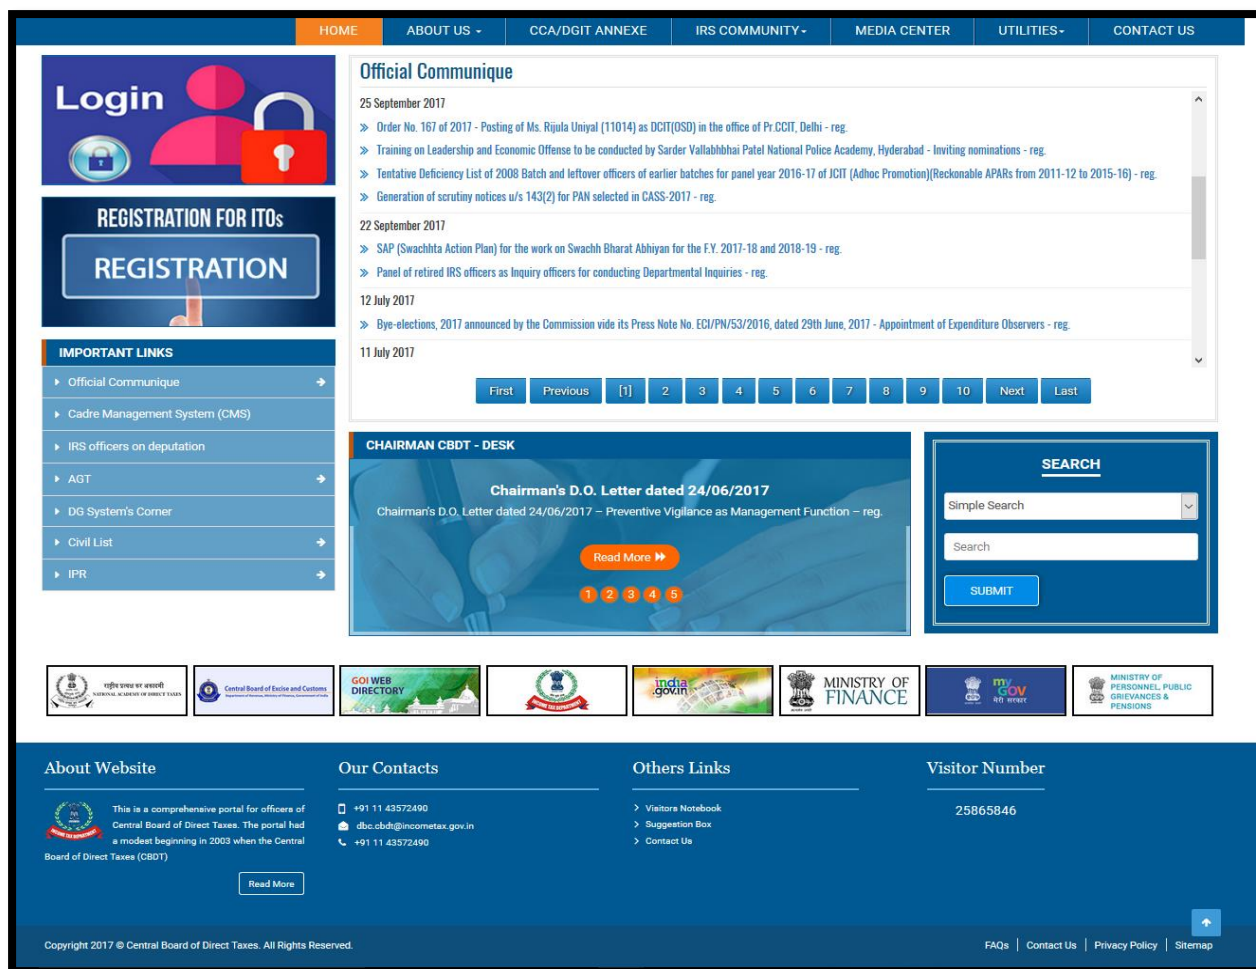 HOME ABOUT US CCA/DGIT ANNEXE IRS COMMUNITY MEDIA CENTER UTILITIES CONTACT US
Login
REGISTRATION FOR ITOs
REGISTRATION
IMPORTANT LINKS
Official Communique
Cadre Management System (CMS)
IRS officers on deputation
AGT
DG System's Corner
Civil List
IPR
Official Communique
25 September 2017
Order No. 167 of 2017 - Posting of Ms. Rijula Uniyal (11014) as DCIT(OSD) in the office of Pr.CCIT, Delhi - reg.
Training on Leadership and Economic Offense to be conducted by Sarder Vallabhbhai Patel National Police Academy, Hyderabad - Inviting nominations - reg.
Tentative Deficiency List of 2008 Batch and leftover officers of earlier batches for panel year 2016-17 of JCIT (Adhoc Promotion)(Reckonable APARs from 2011-12 to 2015-16) - reg.
Generation of scrutiny notices u/s 143(2) for PAN selected in CASS-2017 - reg.
22 September 2017
SAP (Swachhta Action Plan) for the work on Swachh Bharat Abhiyan for the F.Y. 2017-18 and 2018-19 - reg.
Panel of retired IRS officers as Inquiry officers for conducting Departmental Inquiries - reg.
12 July 2017
Bye-elections, 2017 announced by the Commission vide its Press Note No. ECI/PN/53/2016, dated 29th June, 2017 - Appointment of Expenditure Observers - reg.
11 July 2017
First Previous [1] 2 3 4 5 6 7 8 9 10 Next Last
CHAIRMAN CBDT - DESK
Chairman's D.O. Letter dated 24/06/2017
Chairman's D.O. Letter dated 24/06/2017 – Preventive Vigilance as Management Function – reg.
Read More
1 2 3 4 5
SEARCH
Simple Search
Search
SUBMIT
राष्ट्रीय प्रत्यक्ष कर अकादमी
NATIONAL ACADEMY OF DIRECT TAXES
Central Board of Excise and Customs
Department of Revenue, Ministry of Finance, Government of India
GOI WEB
DIRECTORY
INCOME TAX DEPARTMENT
india
.gov.in
MINISTRY OF
FINANCE
my
GOV
मेरी सरकार
MINISTRY OF
PERSONNEL, PUBLIC
GRIEVANCES &
PENSIONS
About Website
INCOME TAX DEPARTMENT
This is a comprehensive portal for officers of
Central Board of Direct Taxes. The portal had
a modest beginning in 2003 when the Central
Board of Direct Taxes (CBDT)
Read More
Our Contacts
+91 11 43572490
dbc.cbdt@incometax.gov.in
+91 11 43572490
Others Links
Visitors Notebook
Suggestion Box
Contact Us
Visitor Number
25865846
Copyright 2017 © Central Board of Direct Taxes. All Rights Reserved.
FAQs | Contact Us | Privacy Policy | Sitemap